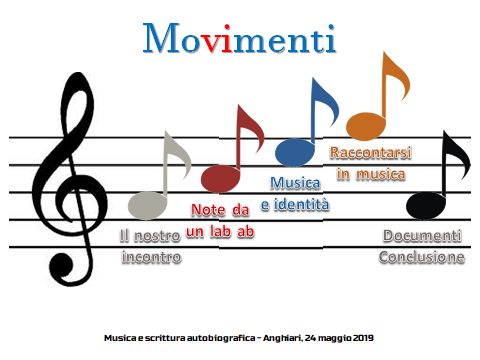 Movimenti
Il nostro
incontro
Note da
un lab ab
Musica
e identità
Raccontarsi
in musica
Documenti
Conclusione
Musica e scrittura autobiografica – Anghiari, 24 maggio 2019